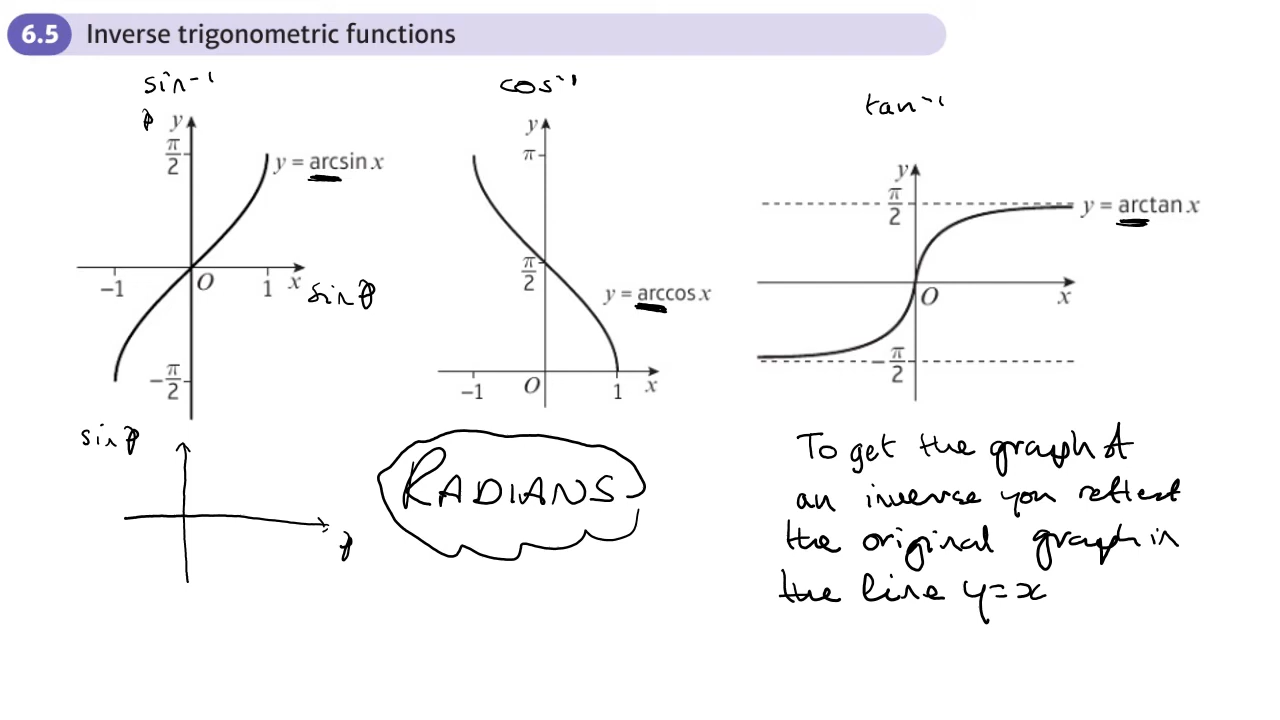 6.5 Inverse trigonometric functions
sin⁻¹
cos⁻¹
tan⁻¹
θ y
π/2
y = arcsin x
−1 O 1 x sin θ
−π/2
y
π
π/2
y = arccos x
−1 O 1 x
y
π/2
y = arctan x
O x
−π/2
sin θ
θ
RADIANS
To get the graph of
an inverse you reflect
the original graph in
the line y=x